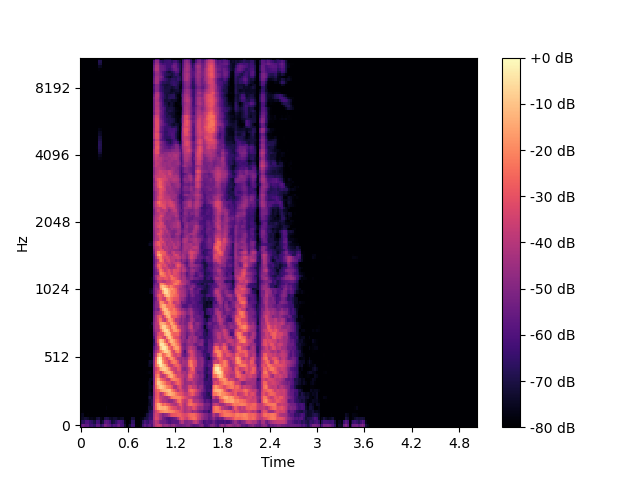 8192
4096
2048
1024
512
0
Hz
0 0.6 1.2 1.8 2.4 3 3.6 4.2 4.8
Time
+0 dB
-10 dB
-20 dB
-30 dB
-40 dB
-50 dB
-60 dB
-70 dB
-80 dB